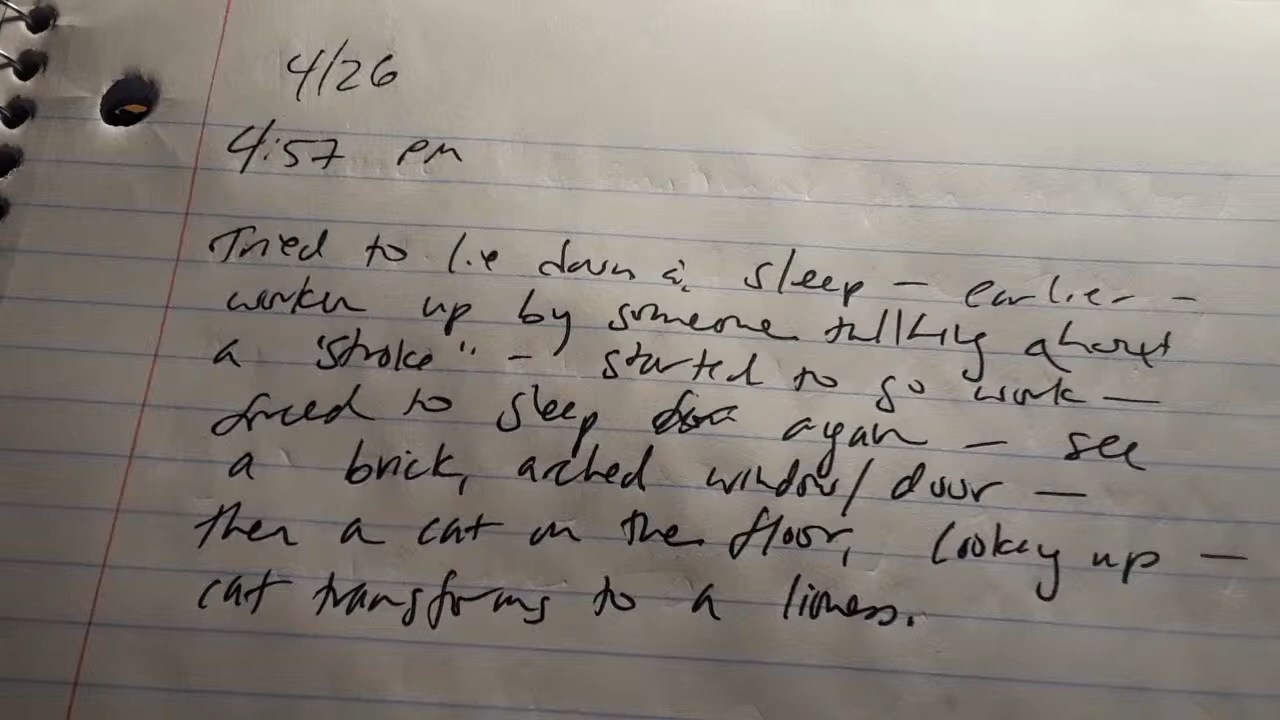 4/26
4:57 PM
Tried to lie down & sleep – earlier –
woken up by someone talking about
a "stroke" – started to go work –
tried to sleep again – see
a brick, arched window/door –
then a cat on the floor, looking up –
cat transforms to a lioness.